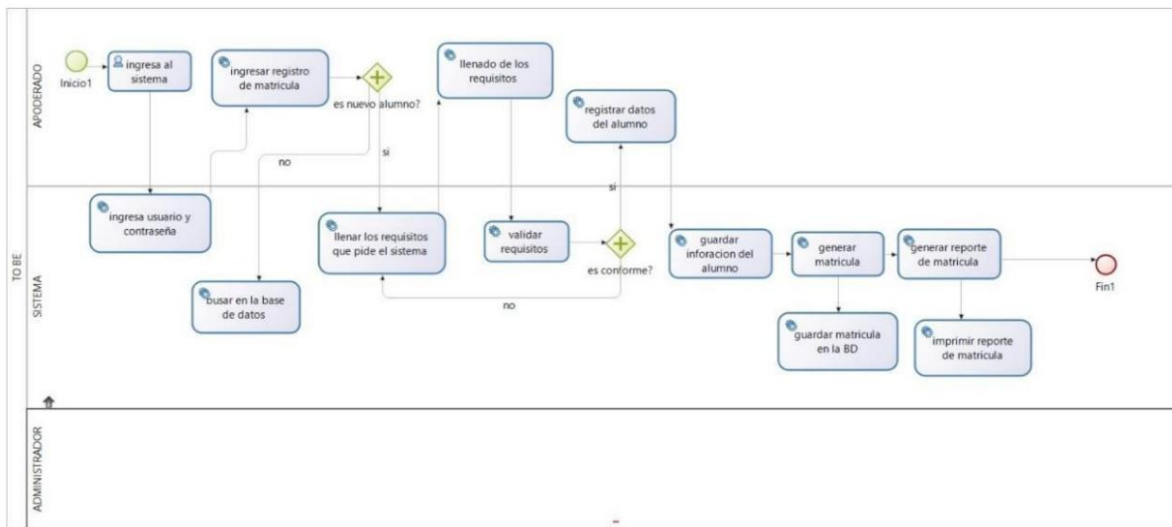 TO BE
APODERADO
Inicio1
ingresa al
sistema
ingresar registro
de matricula
es nuevo alumno?
no
si
llenado de los
requisitos
registrar datos
del alumno
SISTEMA
ingresa usuario y
contraseña
busar en la base
de datos
llenar los requisitos
que pide el sistema
validar
requisitos
es conforme?
si
no
guardar
inforacion del
alumno
generar
matricula
generar reporte
de matricula
Fin1
guardar matricula
en la BD
imprimir reporte
de matricula
ADMINISTRADOR